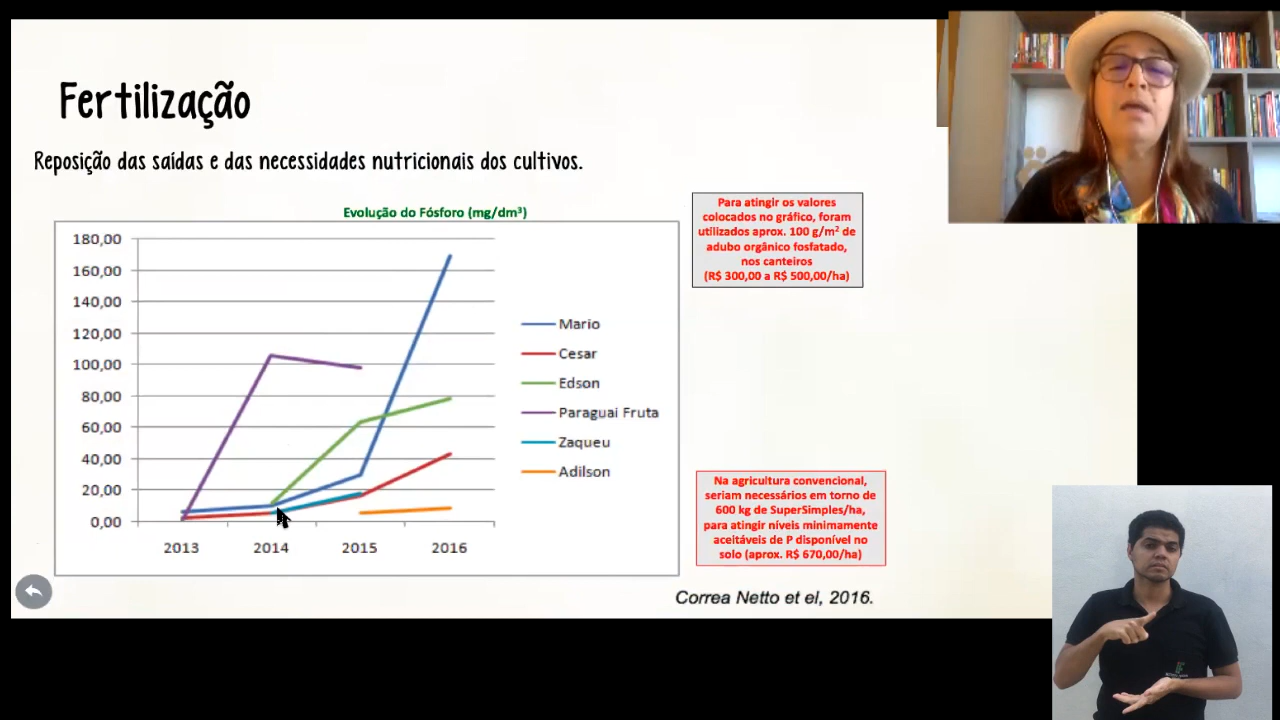 Fertilização
Reposição das saídas e das necessidades nutricionais dos cultivos.
Evolução do Fósforo (mg/dm³)
180,00
160,00
140,00
120,00
100,00
80,00
60,00
40,00
20,00
0,00
2013 2014 2015 2016
Mario
Cesar
Edson
Paraguai Fruta
Zaqueu
Adilson
Para atingir os valores
colocados no gráfico, foram
utilizados aprox. 100 g/m² de
adubo orgânico fosfatado,
nos canteiros
(R$ 300,00 a R$ 500,00/ha)
Na agricultura convencional,
seriam necessários em torno de
600 kg de SuperSimples/ha,
para atingir níveis minimamente
aceitáveis de P disponível no
solo (aprox. R$ 670,00/ha)
Correa Netto et el, 2016.